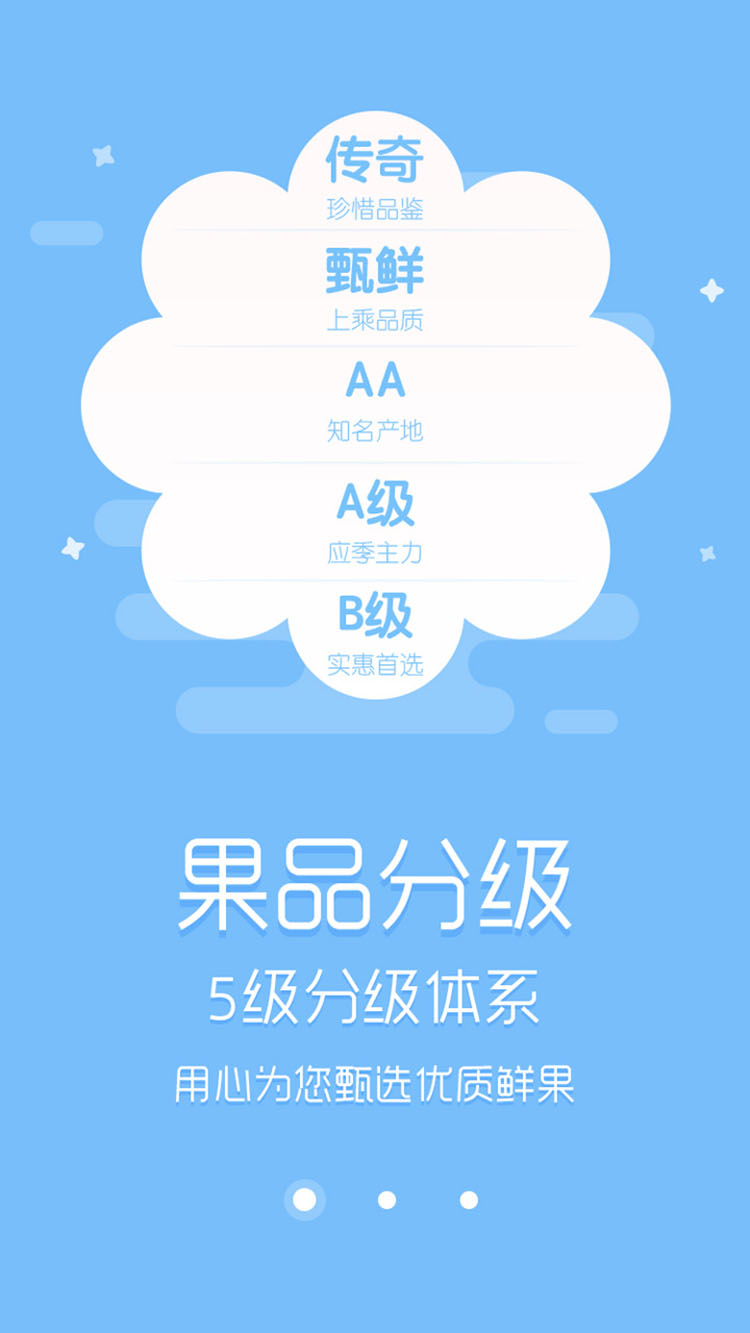 传奇
珍惜品鉴
甄鲜
上乘品质
AA
知名产地
A级
应季主力
B级
实惠首选
果品分级
5级分级体系
用心为您甄选优质鲜果